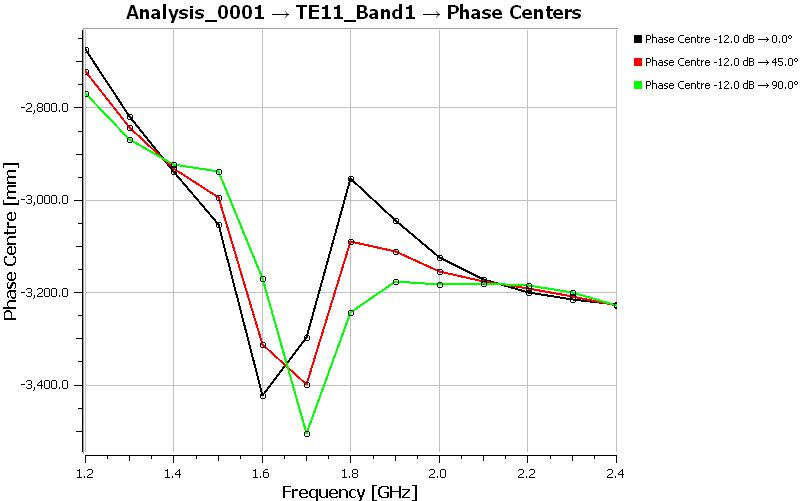 Analysis_0001 → TE11_Band1 → Phase Centers
Phase Centre -12.0 dB → 0.0°
Phase Centre -12.0 dB → 45.0°
Phase Centre -12.0 dB → 90.0°
Phase Centre [mm]
-2,800.0
-3,000.0
-3,200.0
-3,400.0
1.2 1.4 1.6 1.8 2.0 2.2 2.4
Frequency [GHz]